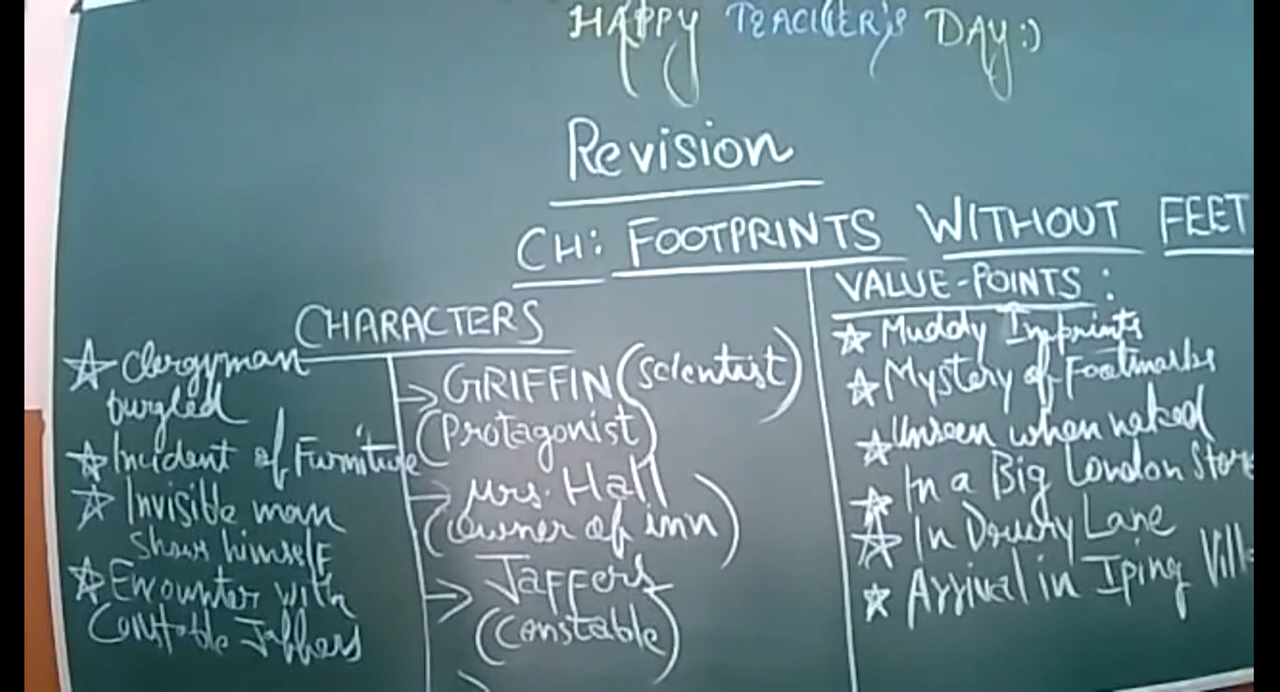 HAPPY TEACHER'S DAY:)
Revision
CH: FOOTPRINTS WITHOUT FEET
CHARACTERS
☆ Clergyman
burgled
☆ Incident of Furniture
☆ Invisible man
shows himself
☆ Encounter with
Constable Jaffers
→ GRIFFIN (scientist)
(Protagonist)
→ Mrs. Hall
(Owner of inn)
→ Jaffers
(Constable)
VALUE-POINTS :
☆ Muddy Imprints
☆ Mystery of Footmarks
☆ Unseen when naked
☆ In a Big London Store
☆ In Drury Lane
☆ Arrival in Iping